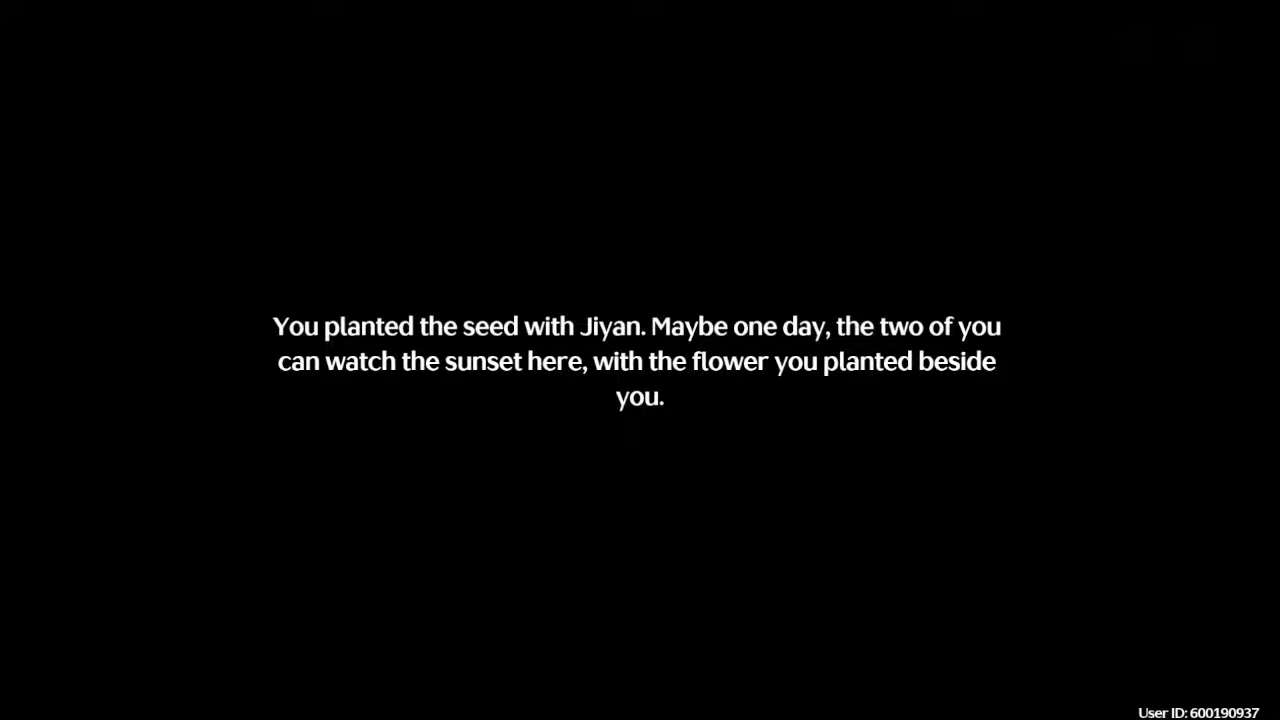 You planted the seed with Jiyan. Maybe one day, the two of you
can watch the sunset here, with the flower you planted beside
you.
User ID: 600190937